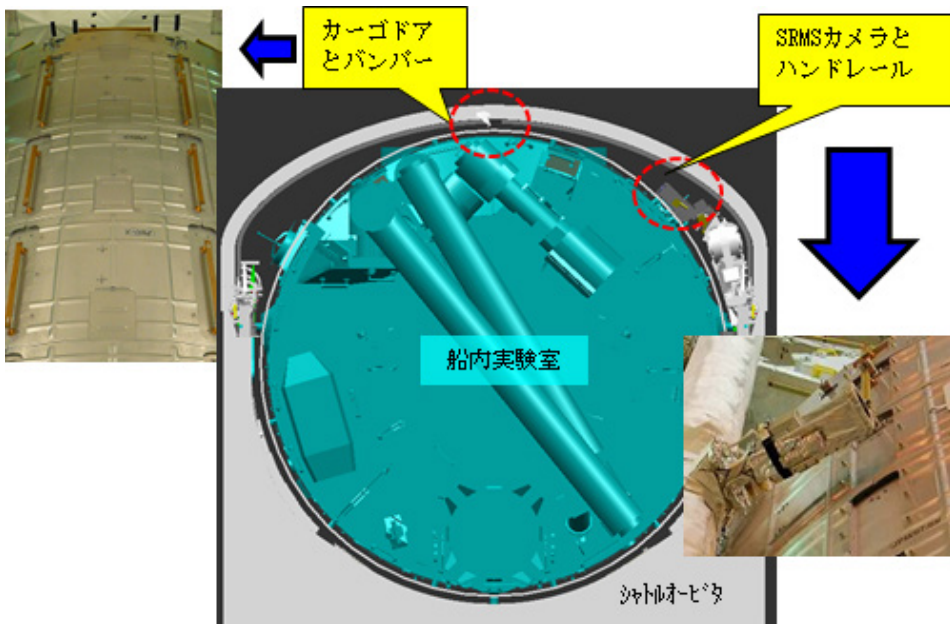 カーゴドア
とバンパー
SRMSカメラと
ハンドレール
船内実験室
ｼｬﾄﾙｵｰﾋﾞﾀ